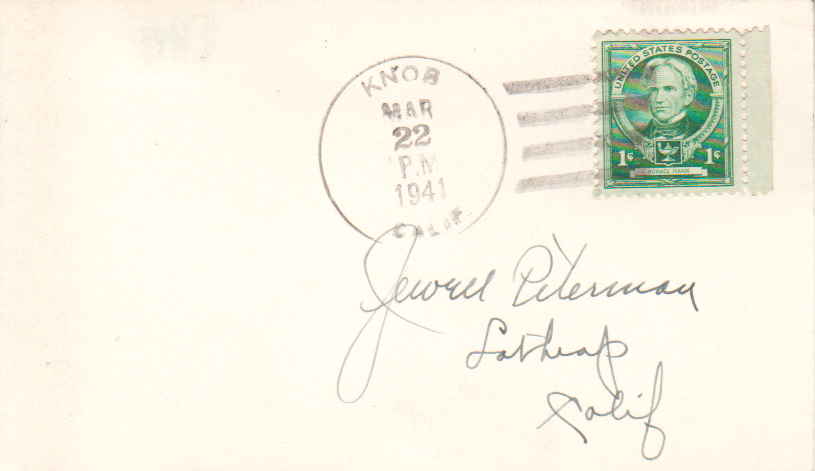 KNOB
MAR
22
P.M
1941
CALIF.
UNITED STATES POSTAGE
1¢ 1¢
HORACE MANN
Jewell Peterman
Lathrop
Calif